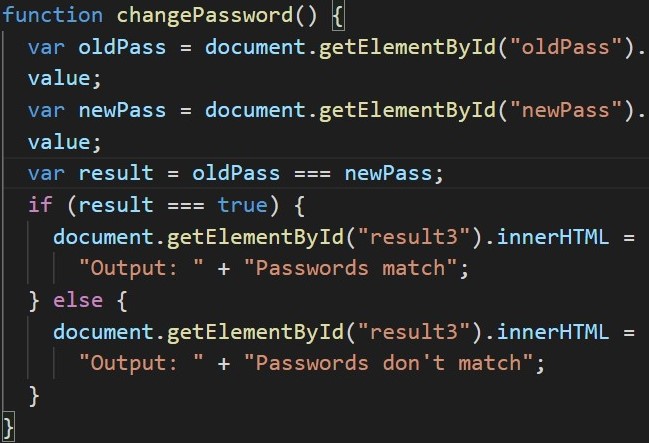 function changePassword() {
var oldPass = document.getElementById("oldPass").
value;
var newPass = document.getElementById("newPass").
value;
var result = oldPass === newPass;
if (result === true) {
document.getElementById("result3").innerHTML =
"Output: " + "Passwords match";
} else {
document.getElementById("result3").innerHTML =
"Output: " + "Passwords don't match";
}
}